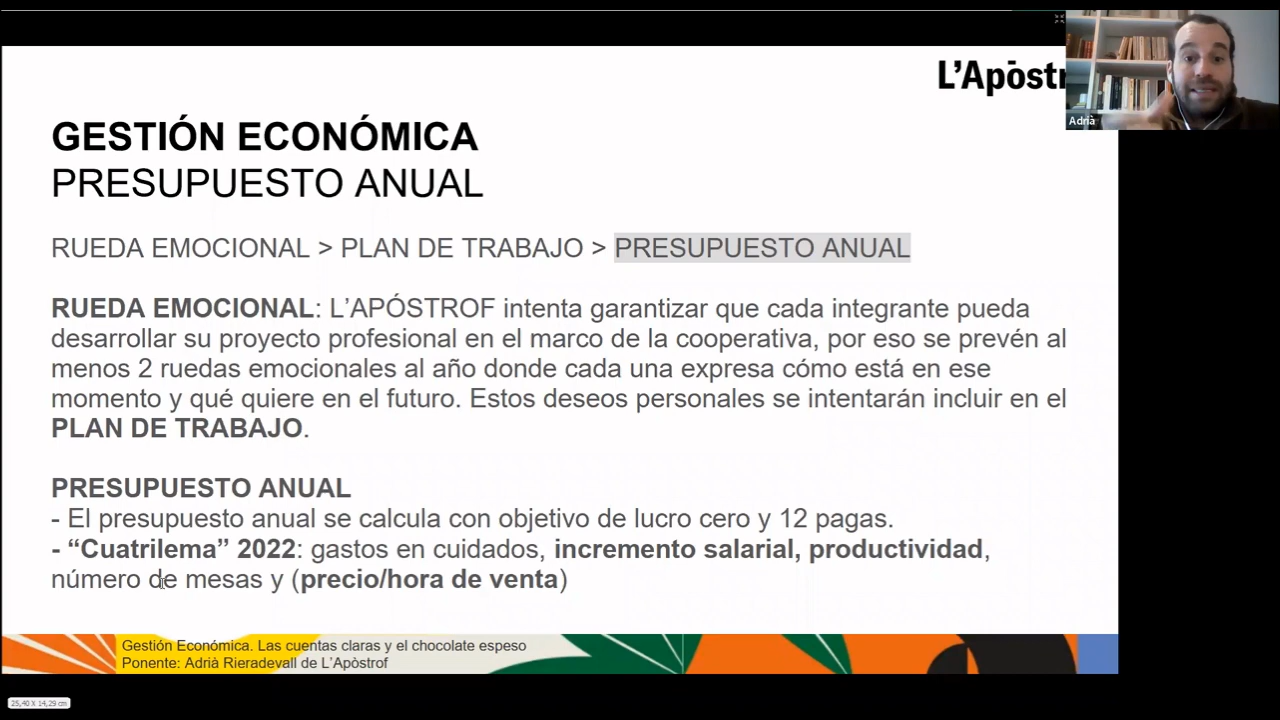 L'Apòstr
Adrià
GESTIÓN ECONÓMICA
PRESUPUESTO ANUAL
RUEDA EMOCIONAL > PLAN DE TRABAJO > PRESUPUESTO ANUAL
RUEDA EMOCIONAL: L’APÓSTROF intenta garantizar que cada integrante pueda
desarrollar su proyecto profesional en el marco de la cooperativa, por eso se prevén al
menos 2 ruedas emocionales al año donde cada una expresa cómo está en ese
momento y qué quiere en el futuro. Estos deseos personales se intentarán incluir en el
PLAN DE TRABAJO.
PRESUPUESTO ANUAL
- El presupuesto anual se calcula con objetivo de lucro cero y 12 pagas.
- “Cuatrilema” 2022: gastos en cuidados, incremento salarial, productividad,
número de mesas y (precio/hora de venta)
Gestión Económica. Las cuentas claras y el chocolate espeso
Ponente: Adrià Rieradevall de L'Apòstrof
25,40 X 14,29 cm